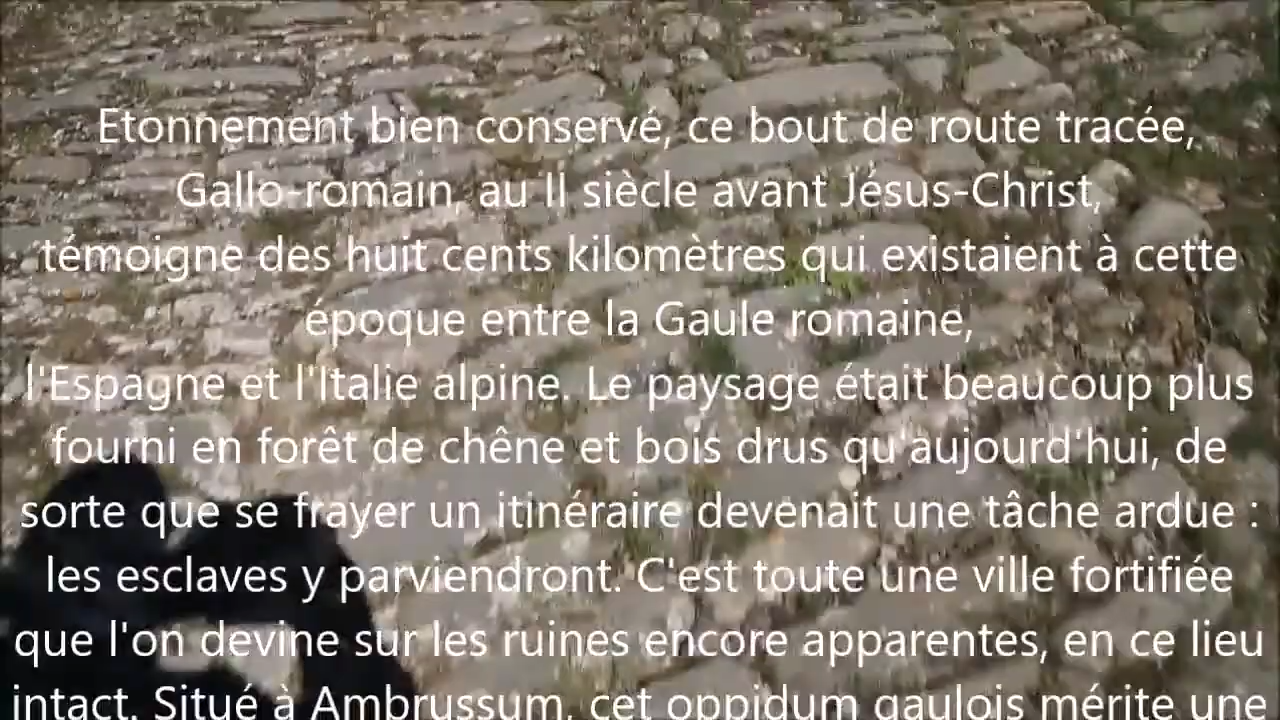 Etonnement bien conservé, ce bout de route tracée,
Gallo-romain, au II siècle avant Jésus-Christ,
témoigne des huit cents kilomètres qui existaient à cette
époque entre la Gaule romaine,
l'Espagne et l'Italie alpine. Le paysage était beaucoup plus
fourni en forêt de chêne et bois drus qu'aujourd'hui, de
sorte que se frayer un itinéraire devenait une tâche ardue :
les esclaves y parviendront. C'est toute une ville fortifiée
que l'on devine sur les ruines encore apparentes, en ce lieu
intact. Situé à Ambrussum, cet oppidum gaulois mérite une